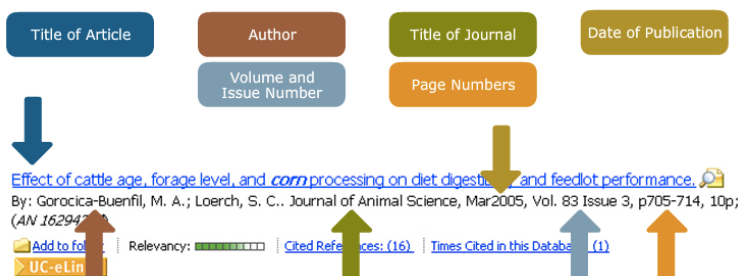 Title of Article
Author
Title of Journal
Date of Publication
Volume and
Issue Number
Page Numbers
Effect of cattle age, forage level, and corn processing on diet and feedlot performance.
By: Gorocica-Buenfil, M. A.; Loerch, S. C.. Journal of Animal Science, Mar2005, Vol. 83 Issue 3, p705-714, 10p;
(AN
Add to Relevancy: Cited References: (16) Times Cited in this Database: (1)
UC-eLin